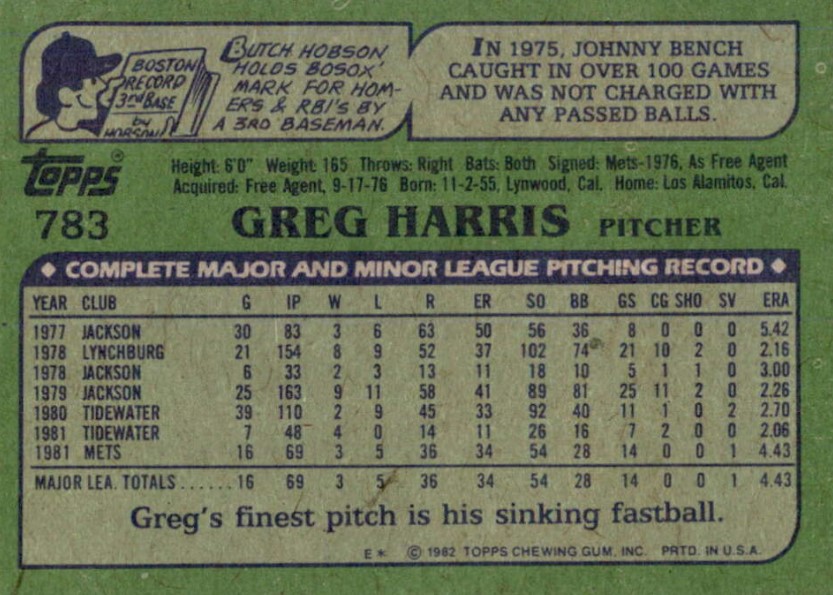 BOSTON
RECORD
3RD BASE
by
HOBSON
BUTCH HOBSON
HOLDS BOSOX'
MARK FOR HOM-
ERS & RBI'S BY
A 3RD BASEMAN.
IN 1975, JOHNNY BENCH
CAUGHT IN OVER 100 GAMES
AND WAS NOT CHARGED WITH
ANY PASSED BALLS.
topps®
Height: 6'0" Weight: 165 Throws: Right Bats: Both Signed: Mets-1976, As Free Agent
Acquired: Free Agent, 9-17-76 Born: 11-2-55, Lynwood, Cal. Home: Los Alamitos, Cal.
783 GREG HARRIS PITCHER
◆ COMPLETE MAJOR AND MINOR LEAGUE PITCHING RECORD ◆
YEAR CLUB G IP W L R ER SO BB GS CG SHO SV ERA
1977 JACKSON 30 83 3 6 63 50 56 36 8 0 0 0 5.42
1978 LYNCHBURG 21 154 8 9 52 37 102 74 21 10 2 0 2.16
1978 JACKSON 6 33 2 3 13 11 18 10 5 1 1 0 3.00
1979 JACKSON 25 163 9 11 58 41 89 81 25 11 2 0 2.26
1980 TIDEWATER 39 110 2 9 45 33 92 40 11 1 0 2 2.70
1981 TIDEWATER 7 48 4 0 14 11 26 16 7 2 0 0 2.06
1981 METS 16 69 3 5 36 34 54 28 14 0 0 1 4.43
MAJOR LEA. TOTALS ...... 16 69 3 5 36 34 54 28 14 0 0 1 4.43
Greg's finest pitch is his sinking fastball.
E* © 1982 TOPPS CHEWING GUM, INC. PRTD. IN U.S.A.